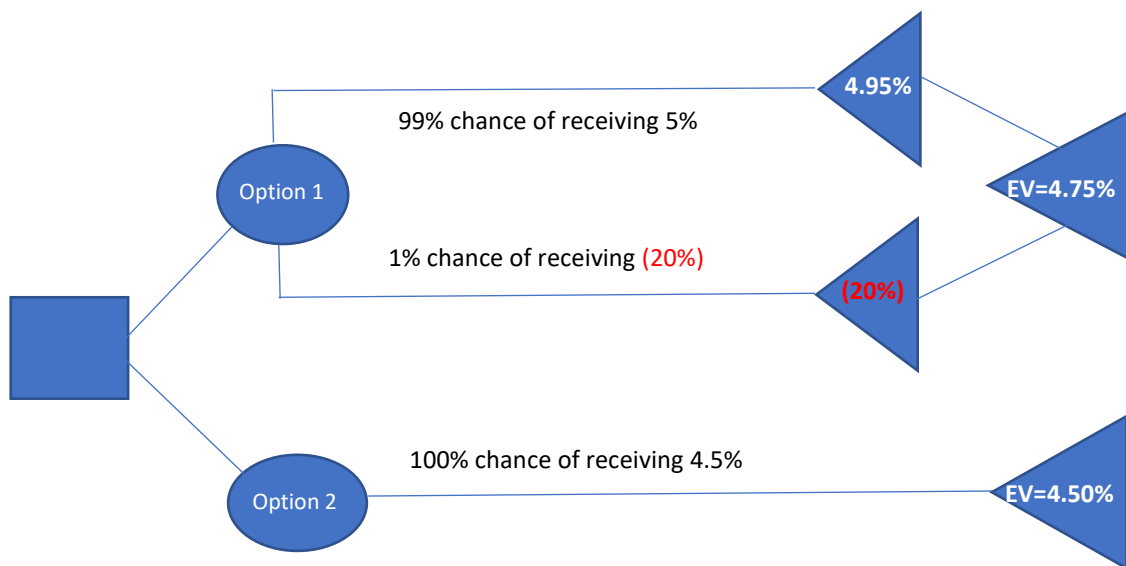 4.95%
99% chance of receiving 5%
Option 1
EV=4.75%
1% chance of receiving (20%)
(20%)
100% chance of receiving 4.5%
Option 2
EV=4.50%